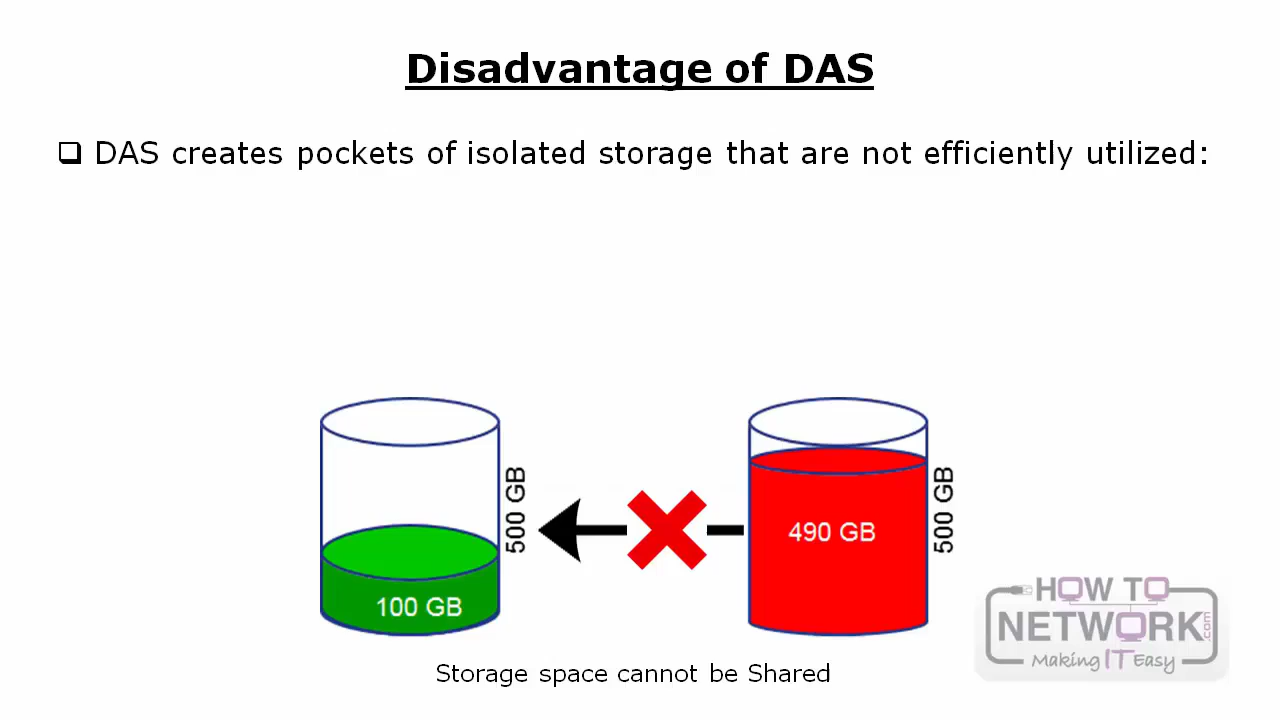 Disadvantage of DAS
❑ DAS creates pockets of isolated storage that are not efficiently utilized:
500 GB
500 GB
490 GB
100 GB
HOW TO
NETWORK.com
Making IT Easy
Storage space cannot be Shared